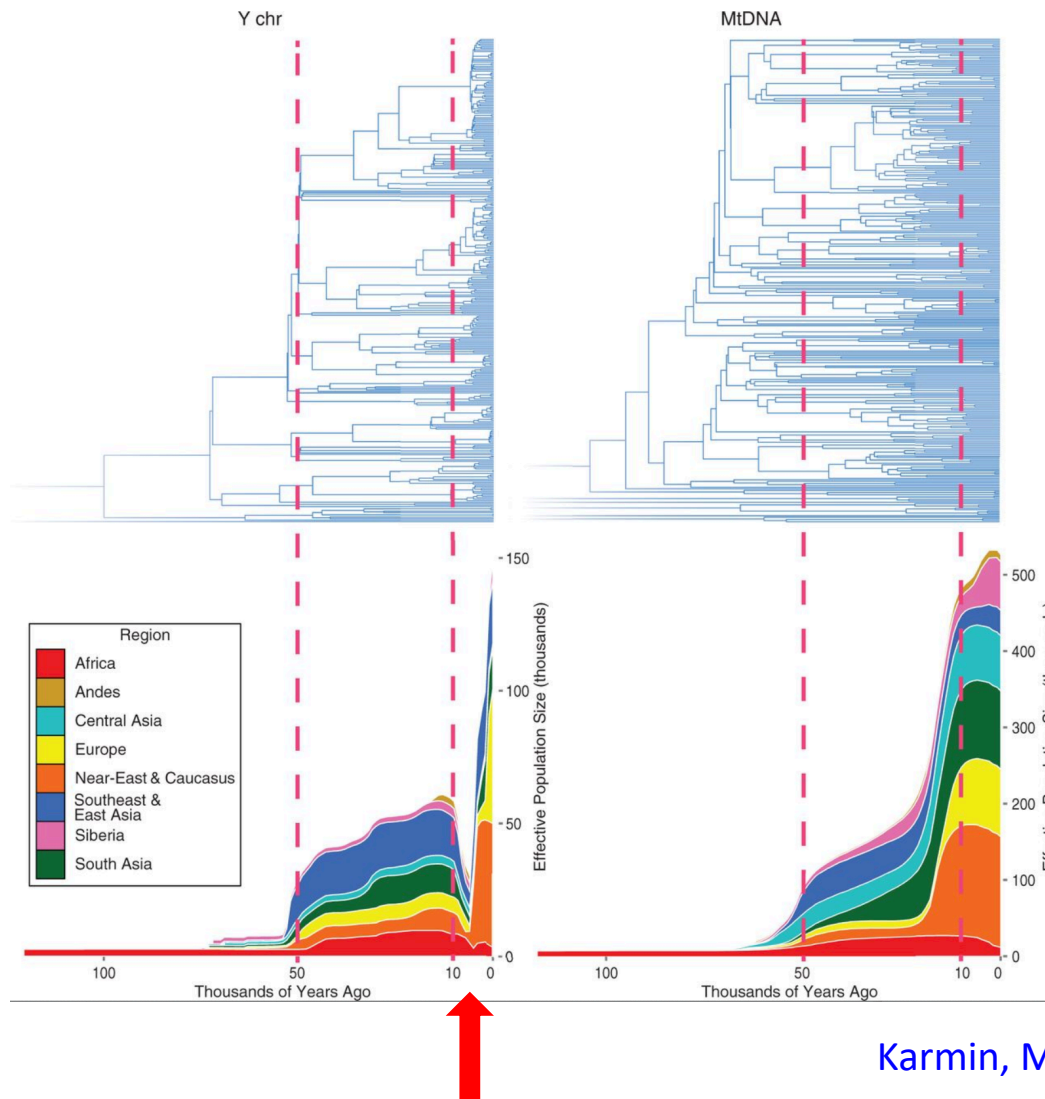 Y chr
MtDNA
150
100
50
0
Effective Population Size (thousands)
500
400
300
200
100
0
Region
Africa
Andes
Central Asia
Europe
Near-East & Caucasus
Southeast &
East Asia
Siberia
South Asia
100
50
10
0
Thousands of Years Ago
100
50
10
0
Thousands of Years Ago
Karmin, M